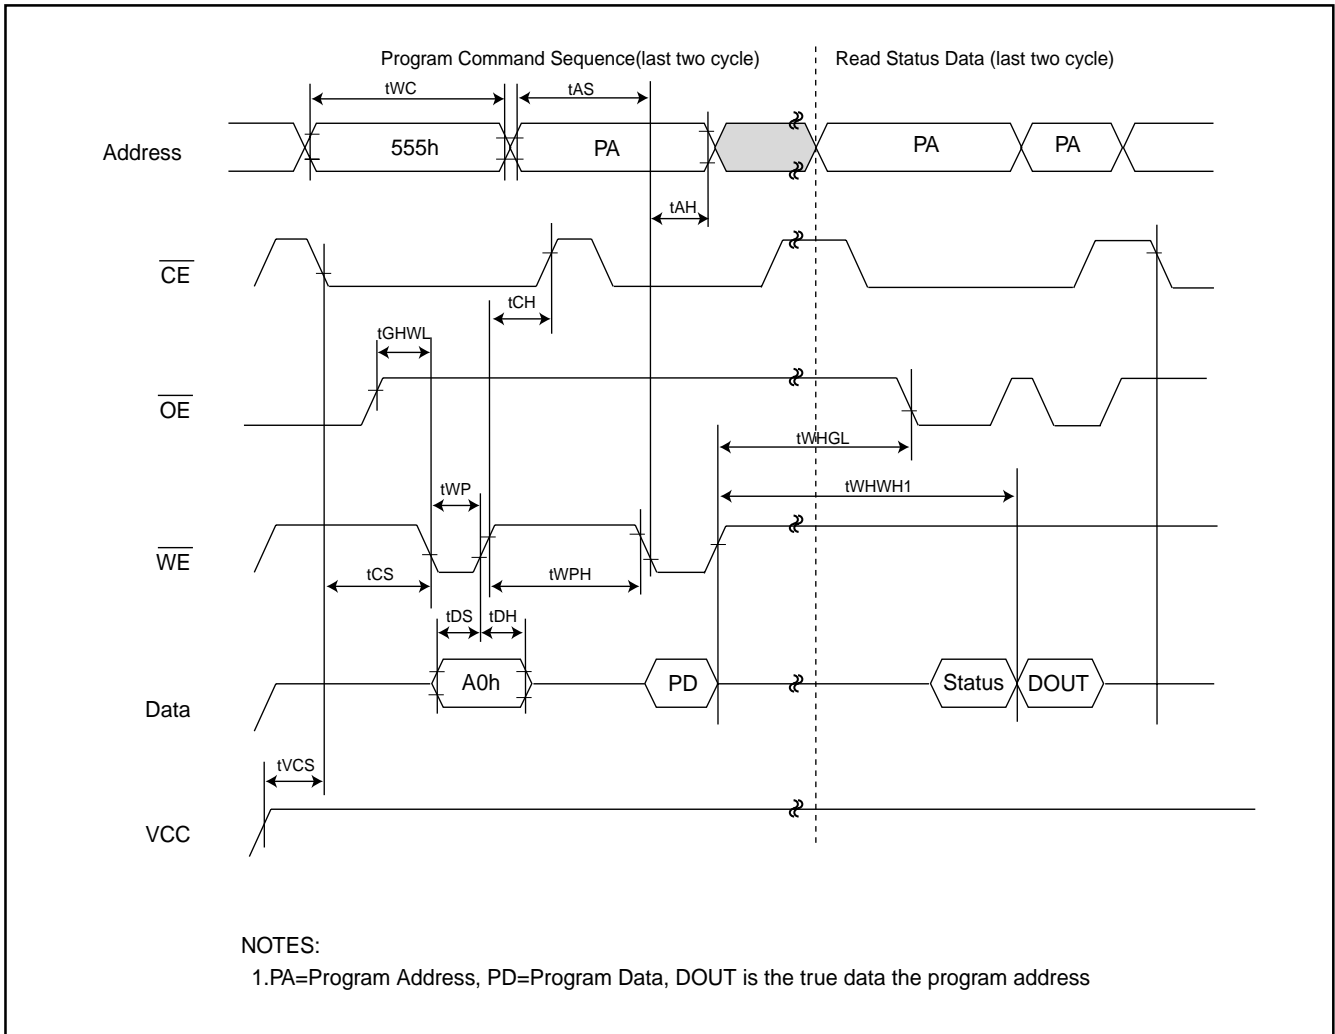 Program Command Sequence(last two cycle)
Read Status Data (last two cycle)
tWC
tAS
Address
555h
PA
PA
PA
tAH
CE
tCH
tGHWL
OE
tWHGL
tWP
tWHWH1
WE
tCS
tWPH
tDS
tDH
Data
A0h
PD
Status
DOUT
tVCS
VCC
NOTES:
1.PA=Program Address, PD=Program Data, DOUT is the true data the program address